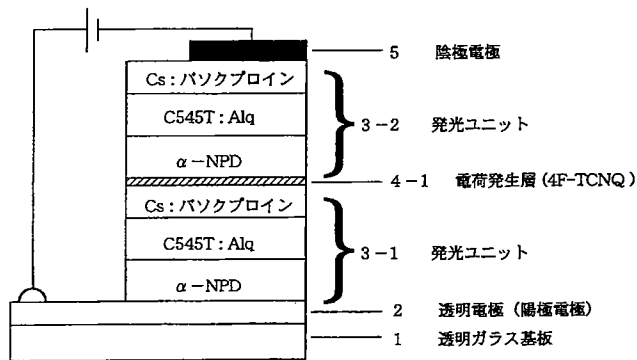 5 陰極電極
Cs:バソクプロイン
C545T:Alq
3-2 発光ユニット
α-NPD
4-1 電荷発生層(4F-TCNQ)
Cs:バソクプロイン
C545T:Alq
3-1 発光ユニット
α-NPD
2 透明電極(陽極電極)
1 透明ガラス基板